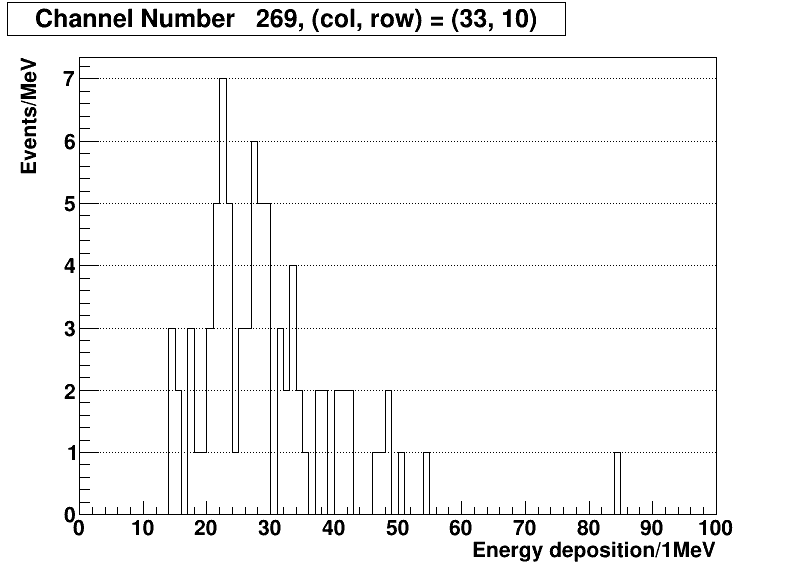 Channel Number   269, (col, row) = (33, 10)
Events/MeV
7
6
5
4
3
2
1
0
0 10 20 30 40 50 60 70 80 90 100
Energy deposition/1MeV